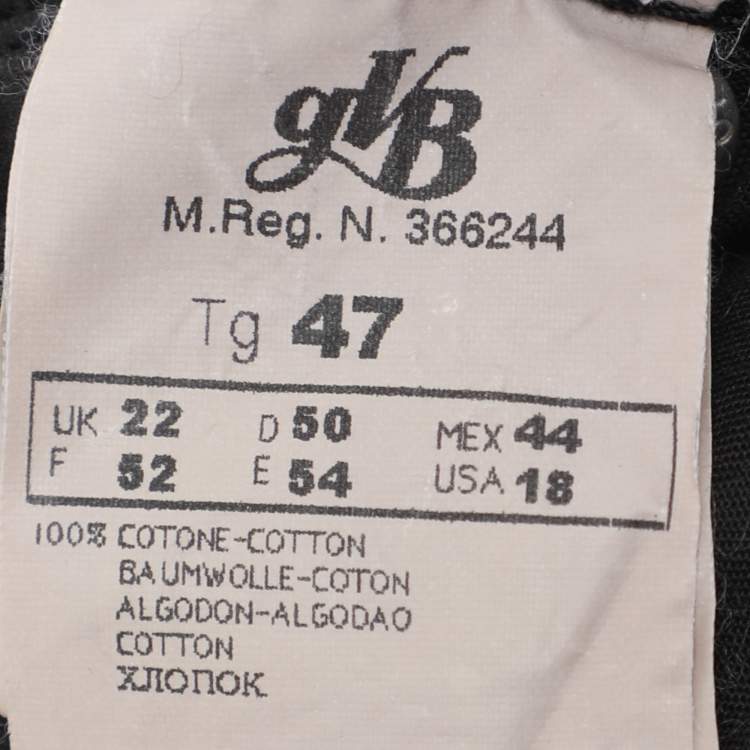 gVB
M.Reg. N. 366244
Tg 47
UK 22 D 50 MEX 44
F 52 E 54 USA 18
100% COTONE-COTTON
BAUMWOLLE-COTON
ALGODON-ALGODAO
COTTON
ХЛОПОК